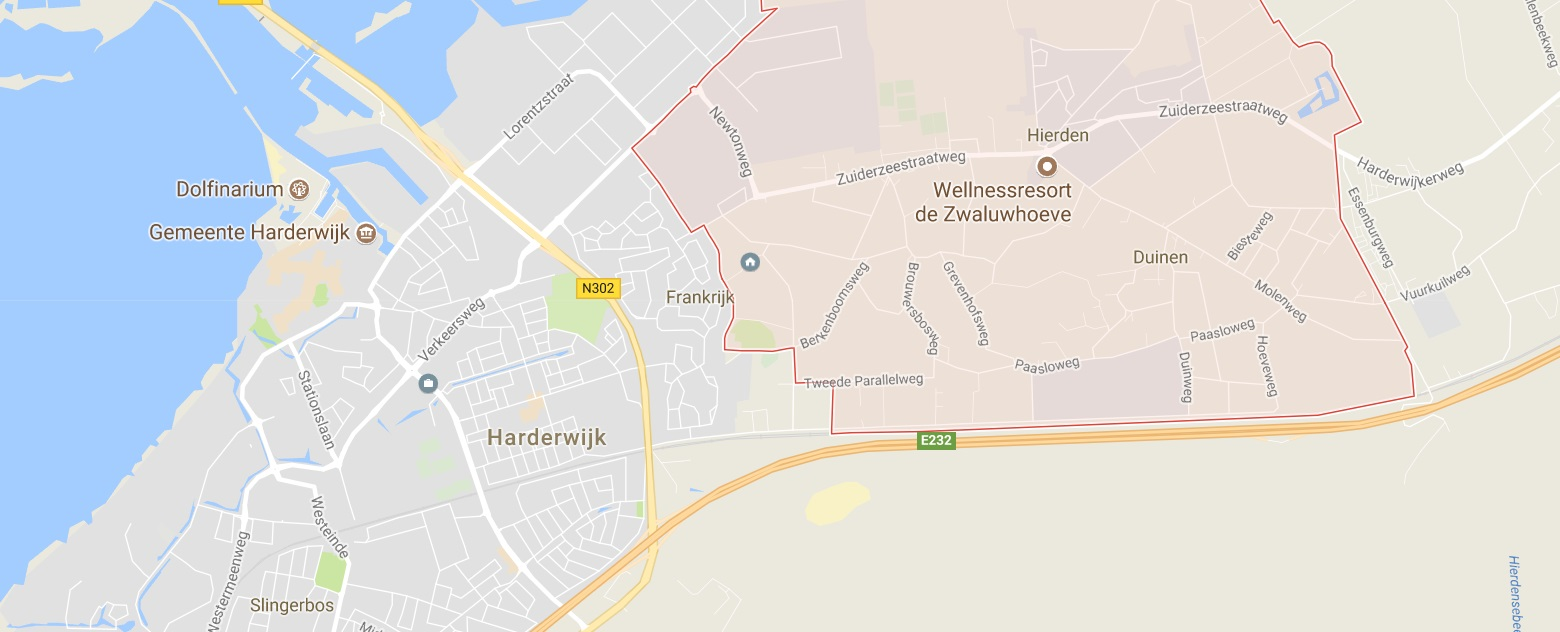 Lorentzstraat
Newtonweg
Zuiderzeestraatweg
Hierden
Zuiderzeestraatweg
Harderwijkerweg
Dolfinarium
Wellnessresort
de Zwaluwhoeve
Gemeente Harderwijk
Essenburgweg
Biesteweg
Duinen
Vuurkuilweg
N302
Frankrijk
Berkenboomsweg
Brouwersbosweg
Grevenhofsweg
Molenweg
Verkeersweg
Paasloweg
Paasloweg
Duinweg
Hoeveweg
Tweede Parallelweg
Stationslaan
Harderwijk
E232
Westeinde
Westermeenweg
Slingerbos